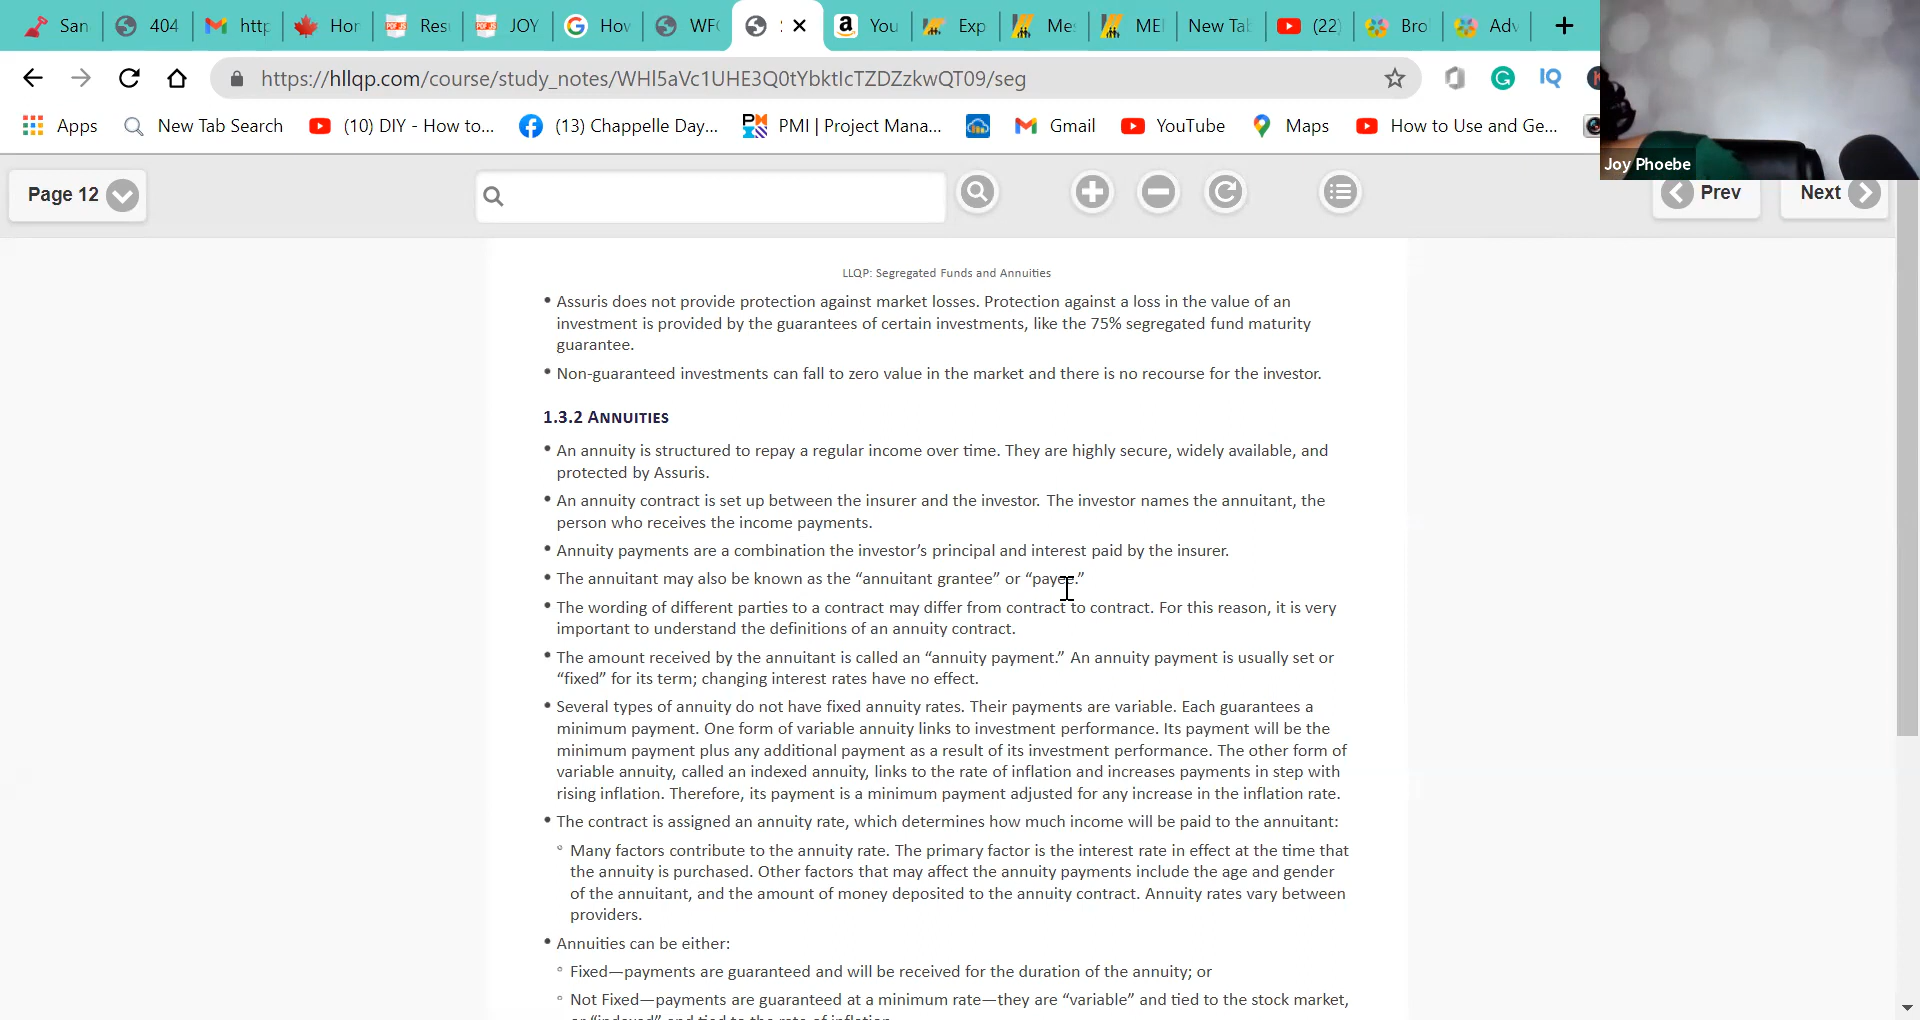 San 404 http Hor Res JOY Hov WFC : You Exp Me: MEI New Tab (22) Bro Adv
https://hllqp.com/course/study_notes/WHl5aVc1UHE3Q0tYbktIcTZDZzkwQT09/seg
Apps New Tab Search (10) DIY - How to... (13) Chappelle Day... PMI | Project Mana... Gmail YouTube Maps How to Use and Ge...
Joy Phoebe
Page 12 Prev Next
LLQP: Segregated Funds and Annuities
• Assuris does not provide protection against market losses. Protection against a loss in the value of an
investment is provided by the guarantees of certain investments, like the 75% segregated fund maturity
guarantee.
• Non-guaranteed investments can fall to zero value in the market and there is no recourse for the investor.
1.3.2 ANNUITIES
• An annuity is structured to repay a regular income over time. They are highly secure, widely available, and
protected by Assuris.
• An annuity contract is set up between the insurer and the investor. The investor names the annuitant, the
person who receives the income payments.
• Annuity payments are a combination the investor’s principal and interest paid by the insurer.
• The annuitant may also be known as the “annuitant grantee” or “payee.”
• The wording of different parties to a contract may differ from contract to contract. For this reason, it is very
important to understand the definitions of an annuity contract.
• The amount received by the annuitant is called an “annuity payment.” An annuity payment is usually set or
“fixed” for its term; changing interest rates have no effect.
• Several types of annuity do not have fixed annuity rates. Their payments are variable. Each guarantees a
minimum payment. One form of variable annuity links to investment performance. Its payment will be the
minimum payment plus any additional payment as a result of its investment performance. The other form of
variable annuity, called an indexed annuity, links to the rate of inflation and increases payments in step with
rising inflation. Therefore, its payment is a minimum payment adjusted for any increase in the inflation rate.
• The contract is assigned an annuity rate, which determines how much income will be paid to the annuitant:
◦ Many factors contribute to the annuity rate. The primary factor is the interest rate in effect at the time that
the annuity is purchased. Other factors that may affect the annuity payments include the age and gender
of the annuitant, and the amount of money deposited to the annuity contract. Annuity rates vary between
providers.
• Annuities can be either:
◦ Fixed—payments are guaranteed and will be received for the duration of the annuity; or
◦ Not Fixed—payments are guaranteed at a minimum rate—they are “variable” and tied to the stock market,
or “indexed” and tied to the rate of inflation.